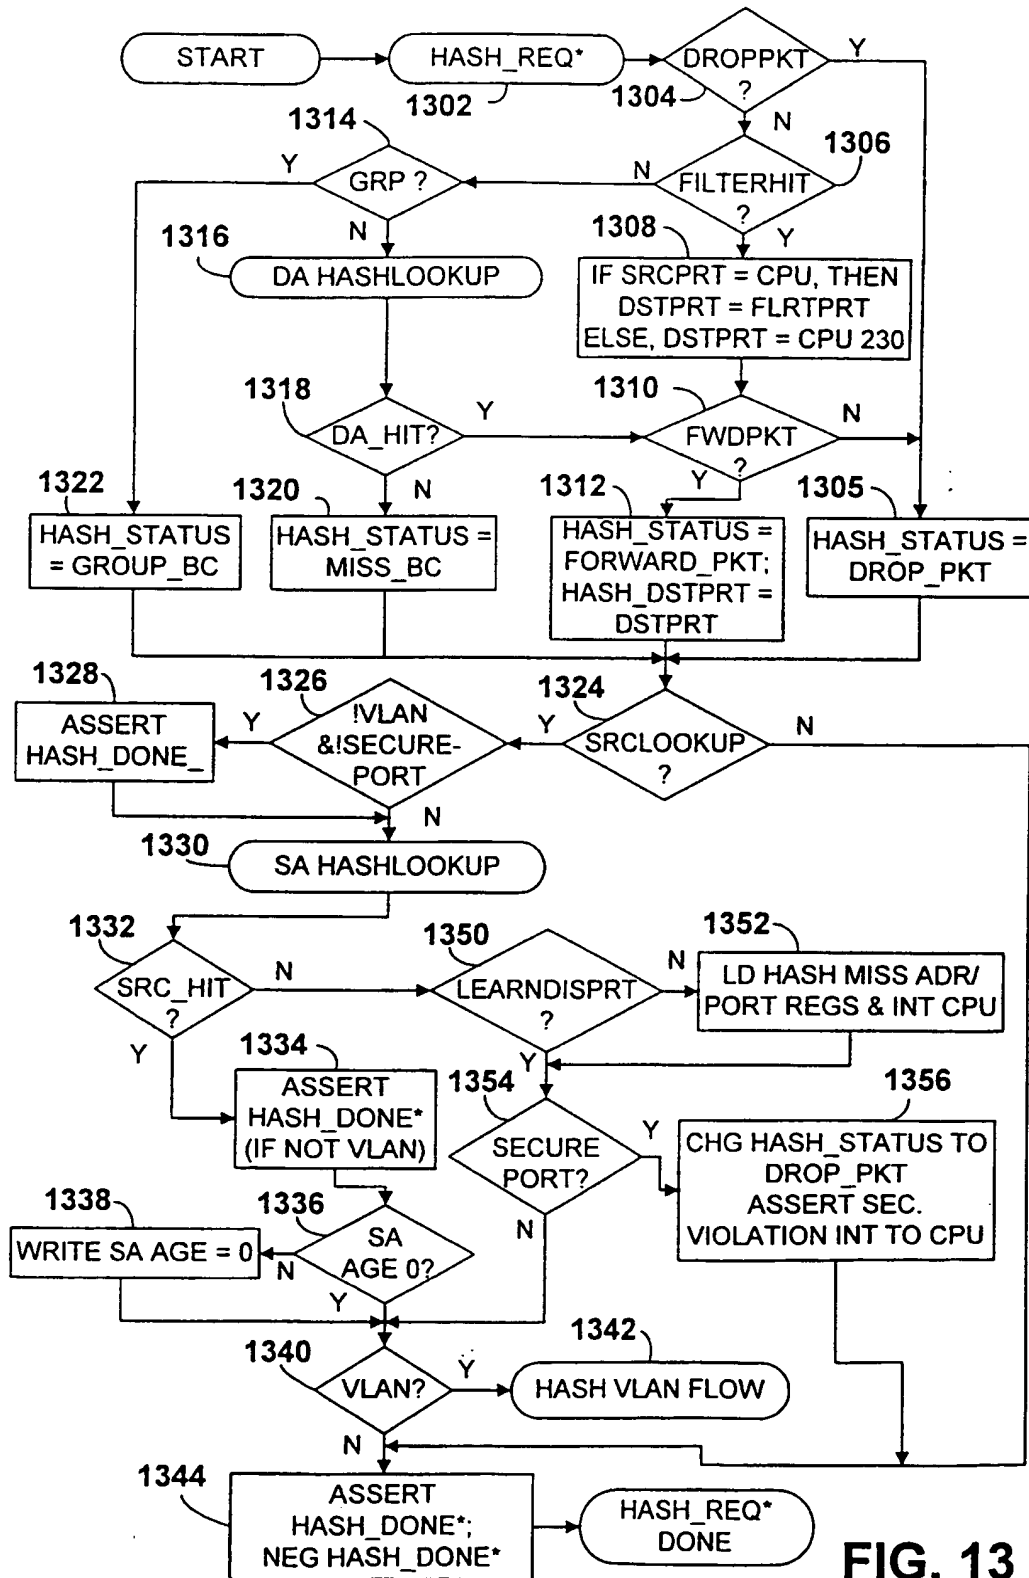 START
HASH_REQ*
1302
DROPPKT
?
1304
Y
N
1314
GRP ?
Y
N
N
FILTERHIT
?
1306
Y
1316
DA HASHLOOKUP
1308
IF SRCPRT = CPU, THEN
DSTPRT = FLRTPRT
ELSE, DSTPRT = CPU 230
1318
DA_HIT?
Y
N
1310
FWDPKT
?
N
Y
1322
HASH_STATUS
= GROUP_BC
1320
HASH_STATUS =
MISS_BC
1312
HASH_STATUS =
FORWARD_PKT;
HASH_DSTPRT =
DSTPRT
1305
HASH_STATUS =
DROP_PKT
1328
ASSERT
HASH_DONE_
Y
1326
!VLAN
&!SECURE-
PORT
N
Y
1324
SRCLOOKUP
?
N
1330
SA HASHLOOKUP
1332
SRC_HIT
?
N
Y
1350
LEARNDISPRT
?
N
Y
1352
LD HASH MISS ADR/
PORT REGS & INT CPU
1334
ASSERT
HASH_DONE*
(IF NOT VLAN)
1354
SECURE
PORT?
Y
N
1356
CHG HASH_STATUS TO
DROP_PKT
ASSERT SEC.
VIOLATION INT TO CPU
1338
WRITE SA AGE = 0
N
1336
SA
AGE 0?
Y
1340
VLAN?
Y
N
1342
HASH VLAN FLOW
1344
ASSERT
HASH_DONE*;
NEG HASH_DONE*
HASH_REQ*
DONE
FIG. 13